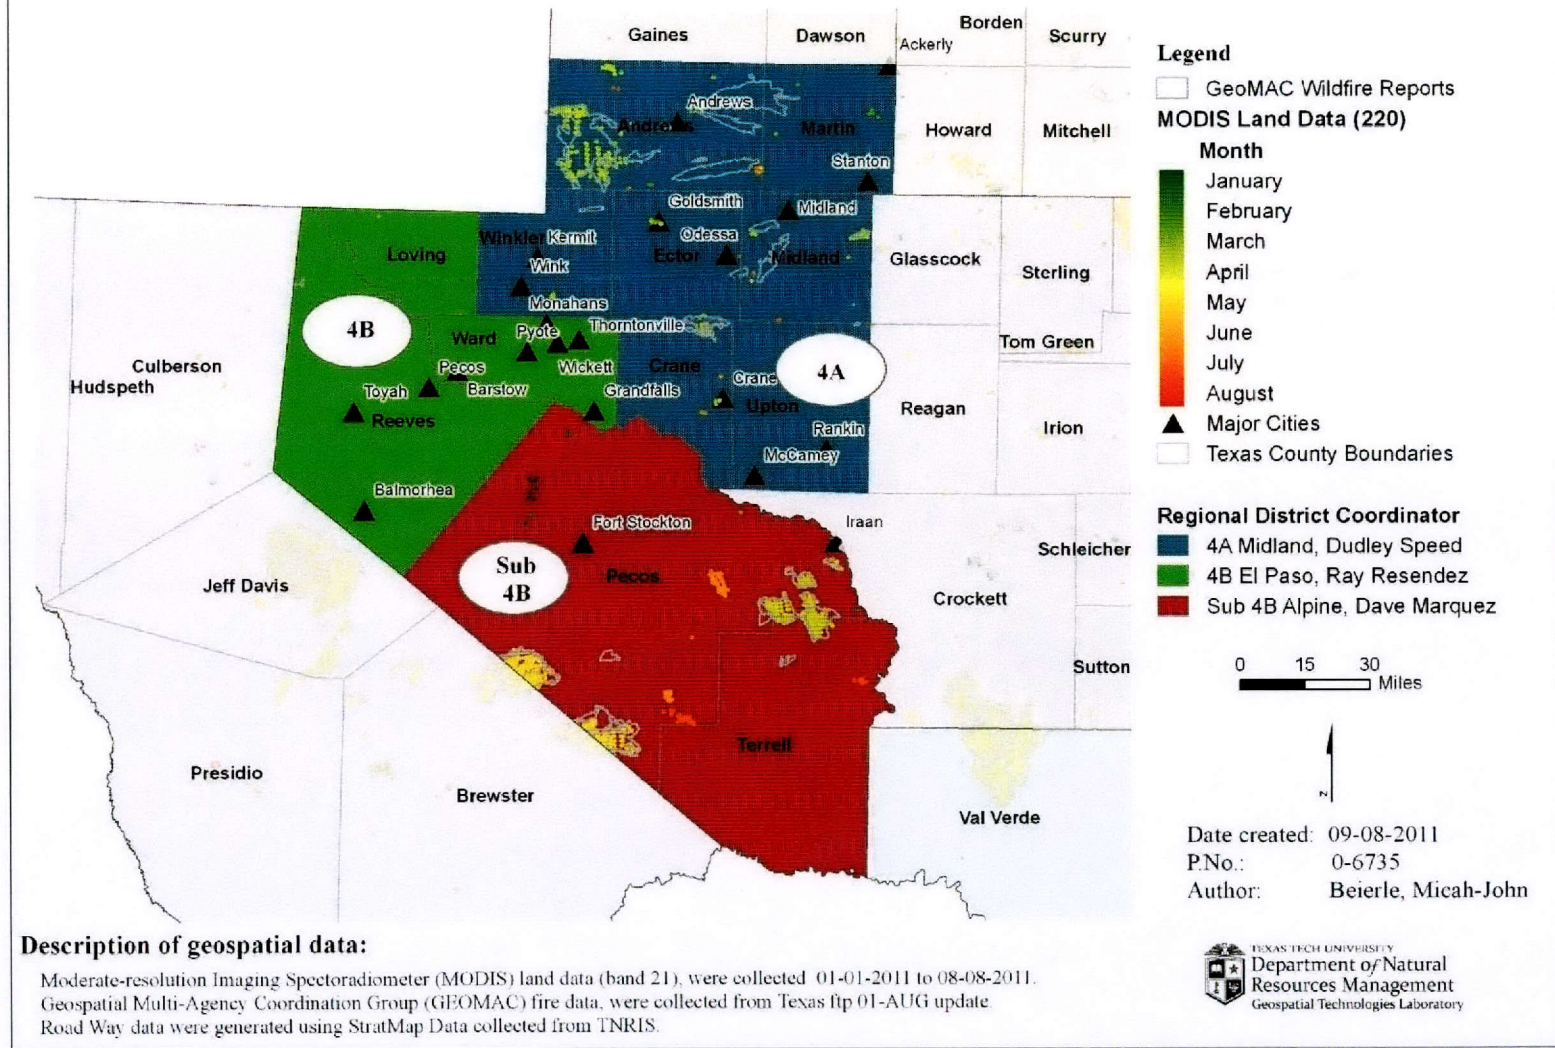 Gaines
Dawson
Borden
Ackerly
Scurry
Andrews
Andrews
Martin
Howard
Mitchell
Stanton
Goldsmith
Midland
Loving
Winkler
Kermit
Odessa
Ector
Midland
Glasscock
Sterling
Wink
Monahans
4B
Ward
Pyote
Thorntonville
Tom Green
Culberson
Hudspeth
Pecos
Wickett
Crane
4A
Toyah
Barstow
Grandfalls
Crane
Upton
Reagan
Irion
Reeves
Rankin
McCamey
Balmorhea
Fort Stockton
Iraan
Schleicher
Sub
4B
Pecos
Jeff Davis
Crockett
Sutton
Terrell
Presidio
Brewster
Val Verde
Legend
GeoMAC Wildfire Reports
MODIS Land Data (220)
Month
January
February
March
April
May
June
July
August
Major Cities
Texas County Boundaries
Regional District Coordinator
4A Midland, Dudley Speed
4B El Paso, Ray Resendez
Sub 4B Alpine, Dave Marquez
0 15 30
Miles
N
Date created: 09-08-2011
P.No.: 0-6735
Author: Beierle, Micah-John
Description of geospatial data:
Moderate-resolution Imaging Spectoradiometer (MODIS) land data (band 21), were collected 01-01-2011 to 08-08-2011.
Geospatial Multi-Agency Coordination Group (GEOMAC) fire data, were collected from Texas ftp 01-AUG update.
Road Way data were generated using StratMap Data collected from TNRIS.
TEXAS TECH UNIVERSITY
Department of Natural
Resources Management
Geospatial Technologies Laboratory